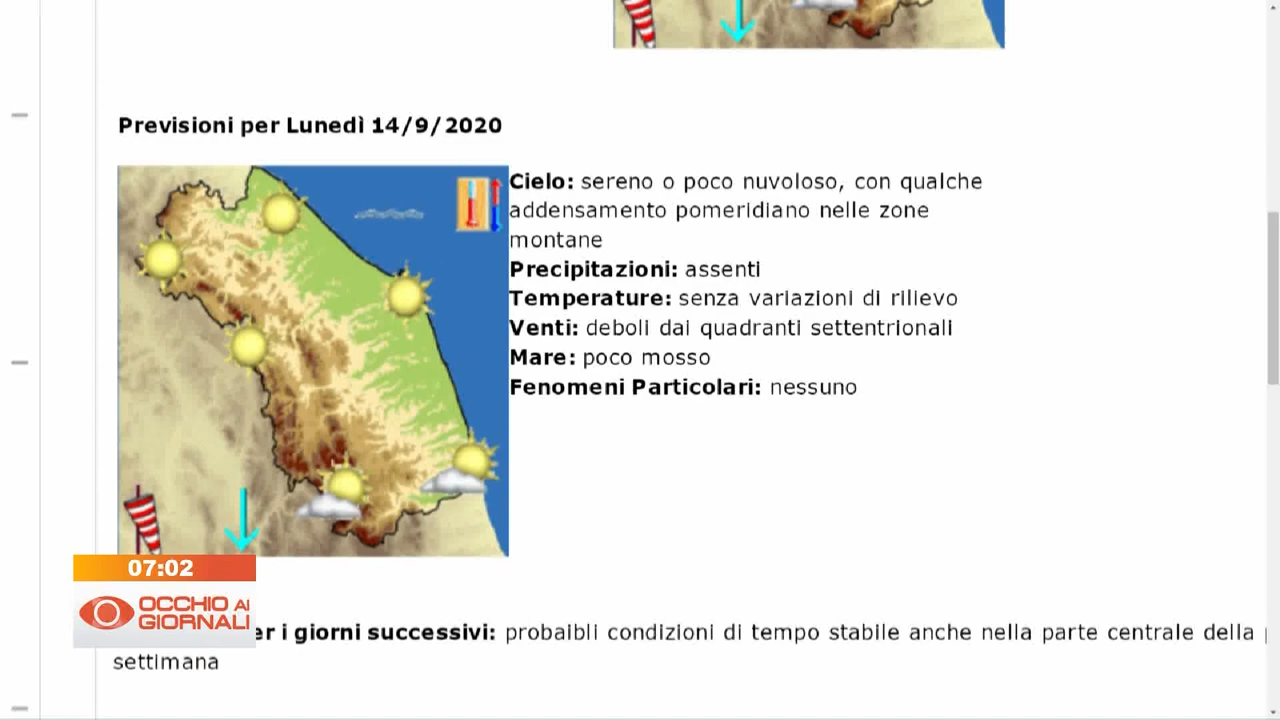 Previsioni per Lunedì 14/9/2020
Cielo: sereno o poco nuvoloso, con qualche
addensamento pomeridiano nelle zone
montane
Precipitazioni: assenti
Temperature: senza variazioni di rilievo
Venti: deboli dai quadranti settentrionali
Mare: poco mosso
Fenomeni Particolari: nessuno
07:02
OCCHIO AI
GIORNALI
er i giorni successivi: probaibli condizioni di tempo stabile anche nella parte centrale della
settimana